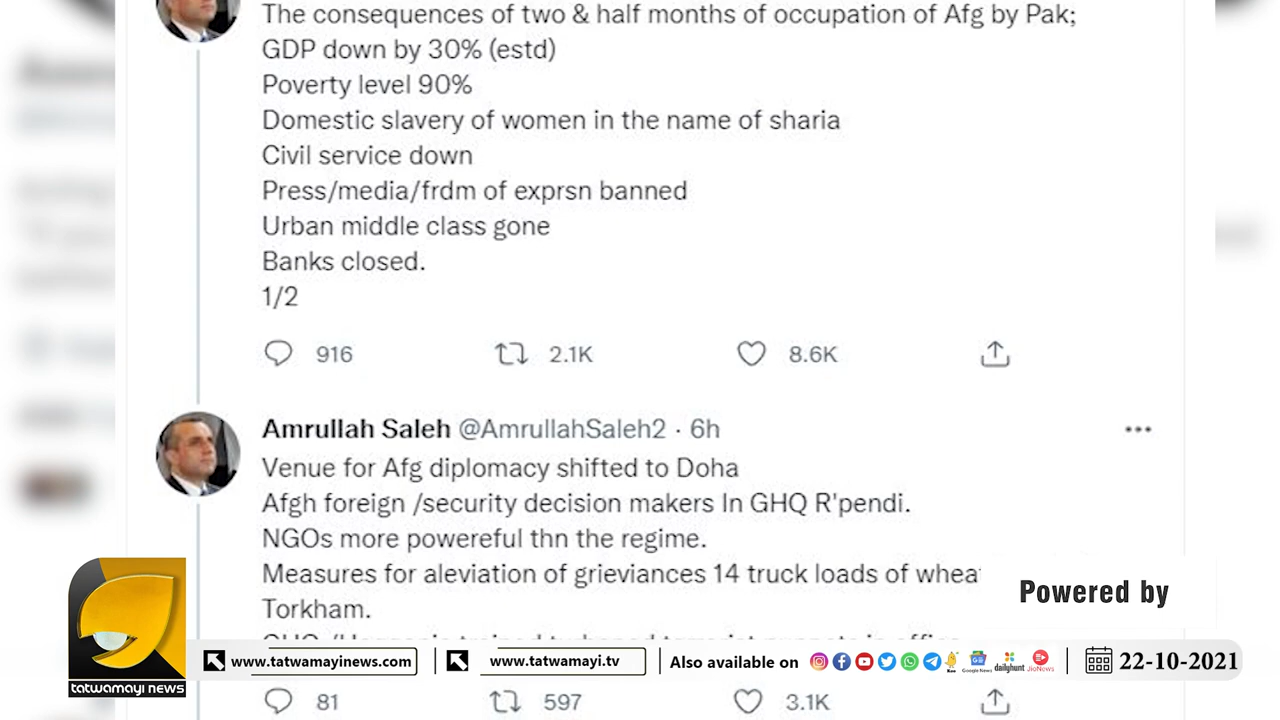 The consequences of two & half months of occupation of Afg by Pak;
GDP down by 30% (estd)
Poverty level 90%
Domestic slavery of women in the name of sharia
Civil service down
Press/media/frdm of exprsn banned
Urban middle class gone
Banks closed.
1/2
916 2.1K 8.6K
Amrullah Saleh @AmrullahSaleh2 · 6h
Venue for Afg diplomacy shifted to Doha
Afgh foreign /security decision makers In GHQ R'pendi.
NGOs more powereful thn the regime.
Measures for aleviation of grieviances 14 truck loads of
Torkham.
Powered by
tatwamayi news
www.tatwamayinews.com
www.tatwamayi.tv
Also available on
Google News
dailyhunt
JioNews
22-10-2021
81 597 3.1K